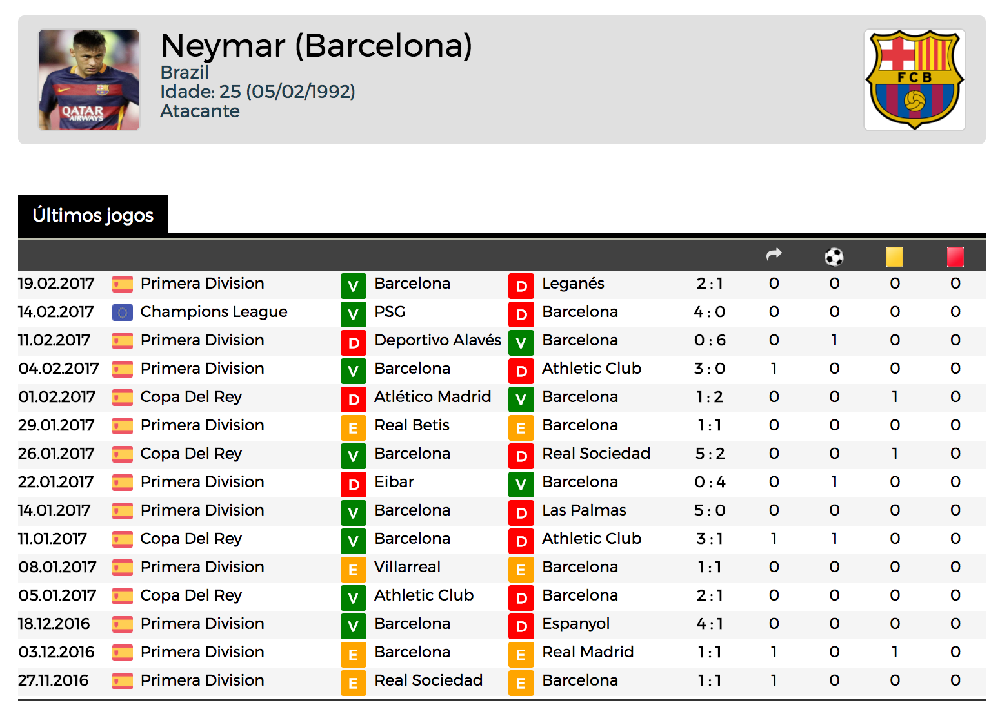 Neymar (Barcelona)
Brazil
Idade: 25 (05/02/1992)
Atacante
QATAR
AIRWAYS
FCB
Últimos jogos
19.02.2017 Primera Division V Barcelona D Leganés 2 : 1 0 0 0 0
14.02.2017 Champions League V PSG D Barcelona 4 : 0 0 0 0 0
11.02.2017 Primera Division D Deportivo Alavés V Barcelona 0 : 6 0 1 0 0
04.02.2017 Primera Division V Barcelona D Athletic Club 3 : 0 1 0 0 0
01.02.2017 Copa Del Rey D Atlético Madrid V Barcelona 1 : 2 0 0 1 0
29.01.2017 Primera Division E Real Betis E Barcelona 1 : 1 0 0 0 0
26.01.2017 Copa Del Rey V Barcelona D Real Sociedad 5 : 2 0 0 1 0
22.01.2017 Primera Division D Eibar V Barcelona 0 : 4 0 1 0 0
14.01.2017 Primera Division V Barcelona D Las Palmas 5 : 0 0 0 0 0
11.01.2017 Copa Del Rey V Barcelona D Athletic Club 3 : 1 1 1 0 0
08.01.2017 Primera Division E Villarreal E Barcelona 1 : 1 0 0 0 0
05.01.2017 Copa Del Rey V Athletic Club D Barcelona 2 : 1 0 0 0 0
18.12.2016 Primera Division V Barcelona D Espanyol 4 : 1 0 0 0 0
03.12.2016 Primera Division E Barcelona E Real Madrid 1 : 1 1 0 1 0
27.11.2016 Primera Division E Real Sociedad E Barcelona 1 : 1 1 0 0 0